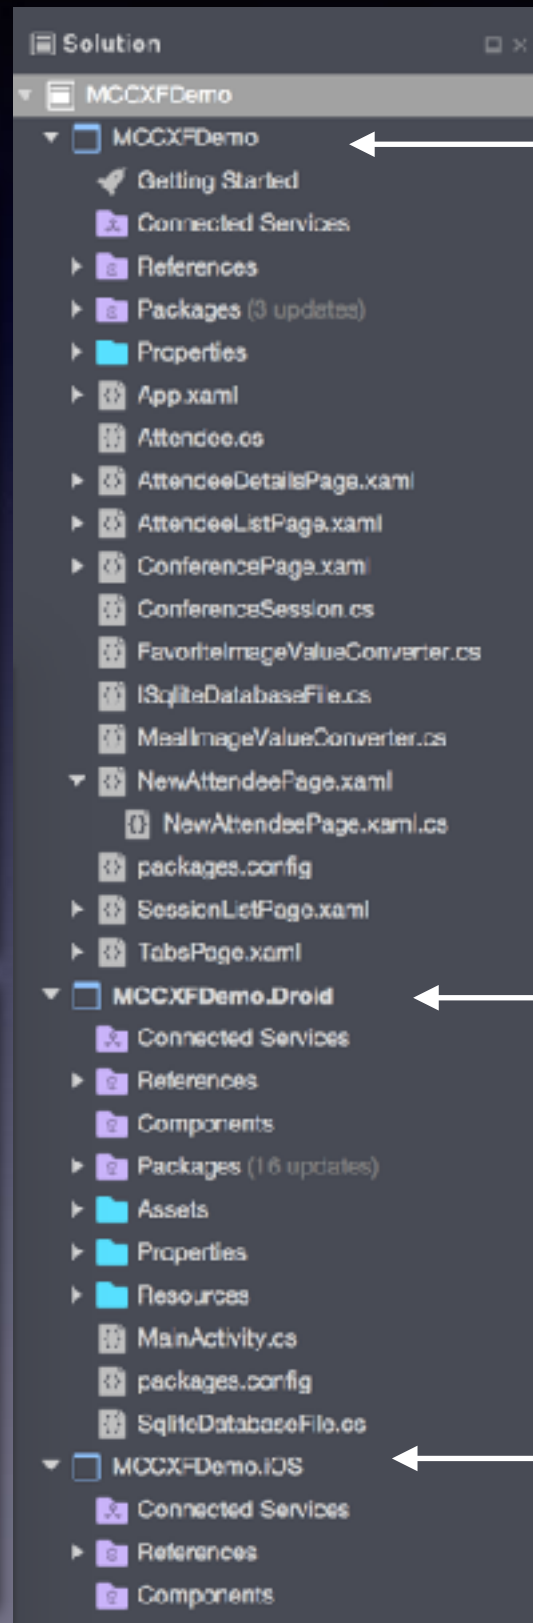 Solution
MCCXFDemo
MCCXFDemo
Getting Started
Connected Services
References
Packages (3 updates)
Properties
App.xaml
Attendee.cs
AttendeeDetailsPage.xaml
AttendeeListPage.xaml
ConferencePage.xaml
ConferenceSession.cs
FavoriteImageValueConverter.cs
ISqliteDatabaseFile.cs
MealImageValueConverter.cs
NewAttendeePage.xaml
NewAttendeePage.xaml.cs
packages.config
SessionListPage.xaml
TabsPage.xaml
MCCXFDemo.Droid
Connected Services
References
Components
Packages (16 updates)
Assets
Properties
Resources
MainActivity.cs
packages.config
SqliteDatabaseFile.cs
MCCXFDemo.iOS
Connected Services
References
Components